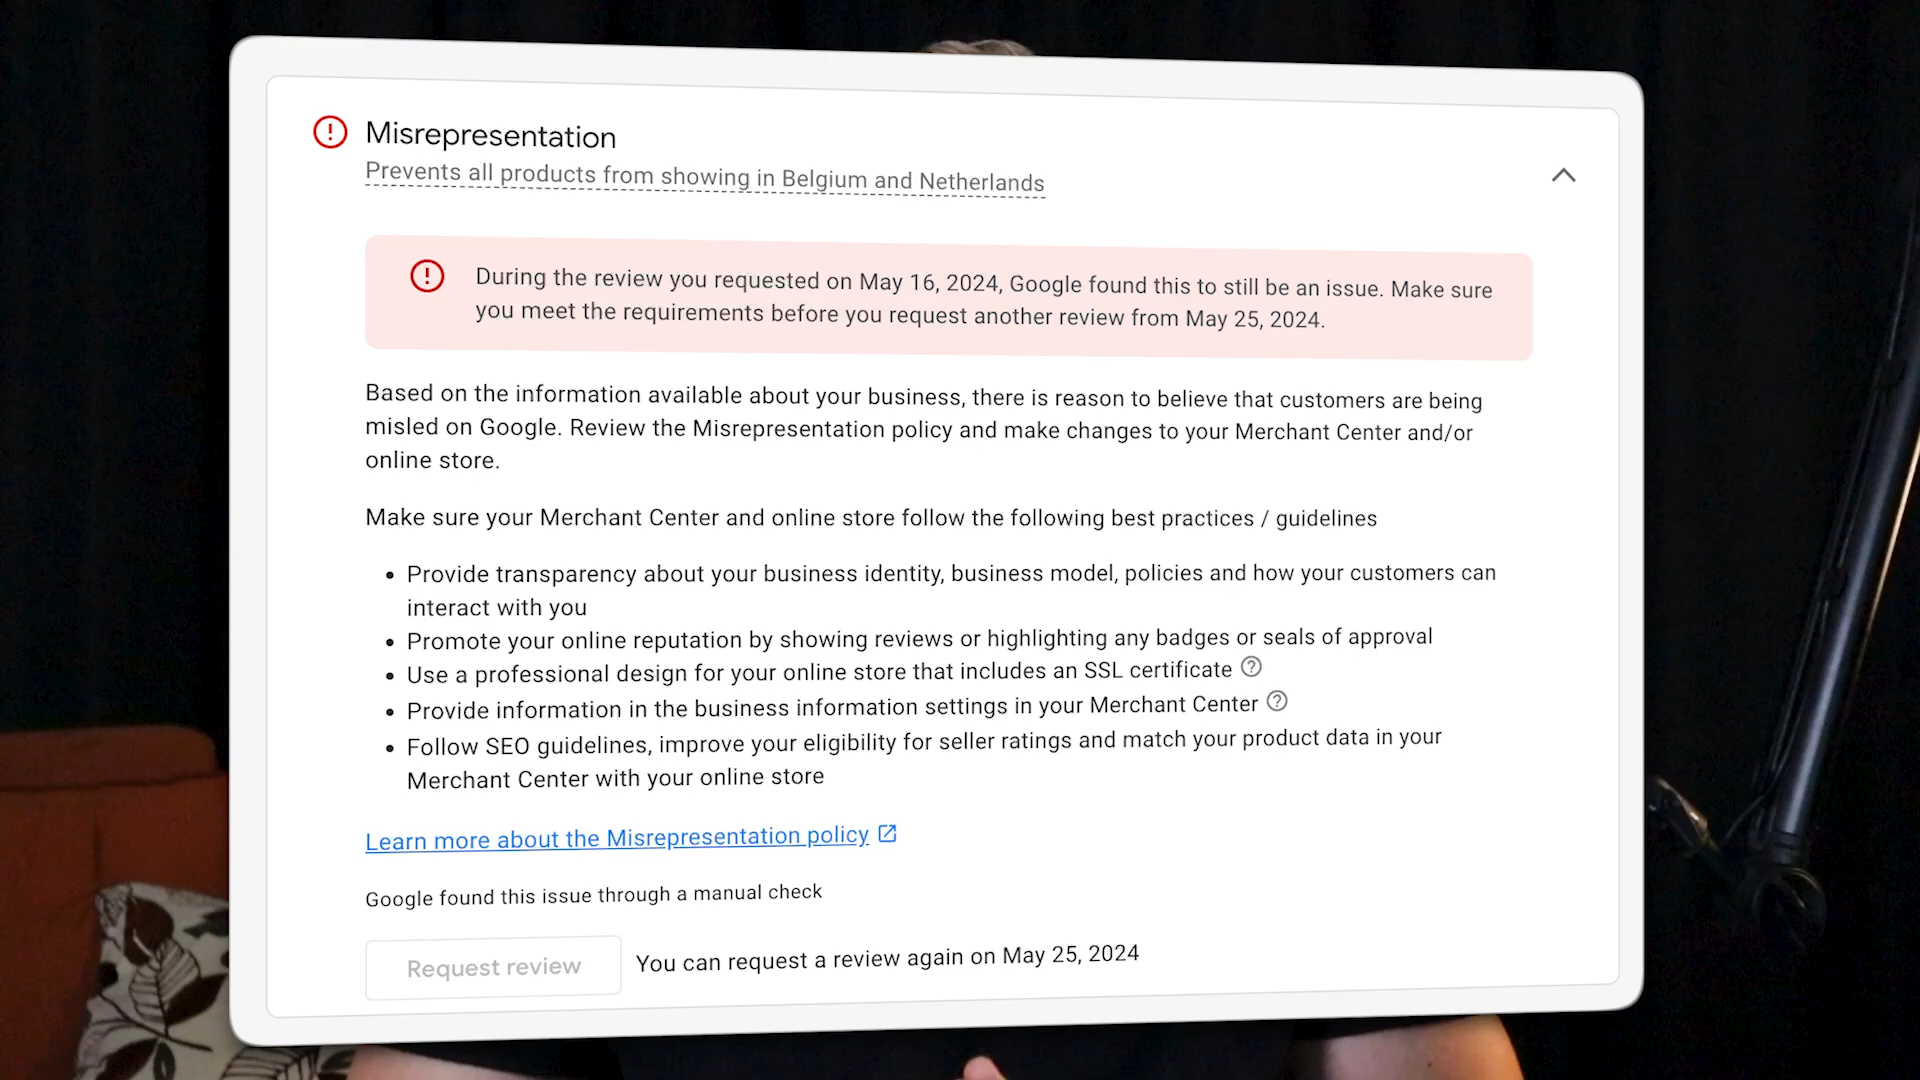 Misrepresentation
Prevents all products from showing in Belgium and Netherlands
During the review you requested on May 16, 2024, Google found this to still be an issue. Make sure
you meet the requirements before you request another review from May 25, 2024.
Based on the information available about your business, there is reason to believe that customers are being
misled on Google. Review the Misrepresentation policy and make changes to your Merchant Center and/or
online store.
Make sure your Merchant Center and online store follow the following best practices / guidelines
• Provide transparency about your business identity, business model, policies and how your customers can
interact with you
• Promote your online reputation by showing reviews or highlighting any badges or seals of approval
• Use a professional design for your online store that includes an SSL certificate
• Provide information in the business information settings in your Merchant Center
• Follow SEO guidelines, improve your eligibility for seller ratings and match your product data in your
Merchant Center with your online store
Learn more about the Misrepresentation policy
Google found this issue through a manual check
Request review You can request a review again on May 25, 2024